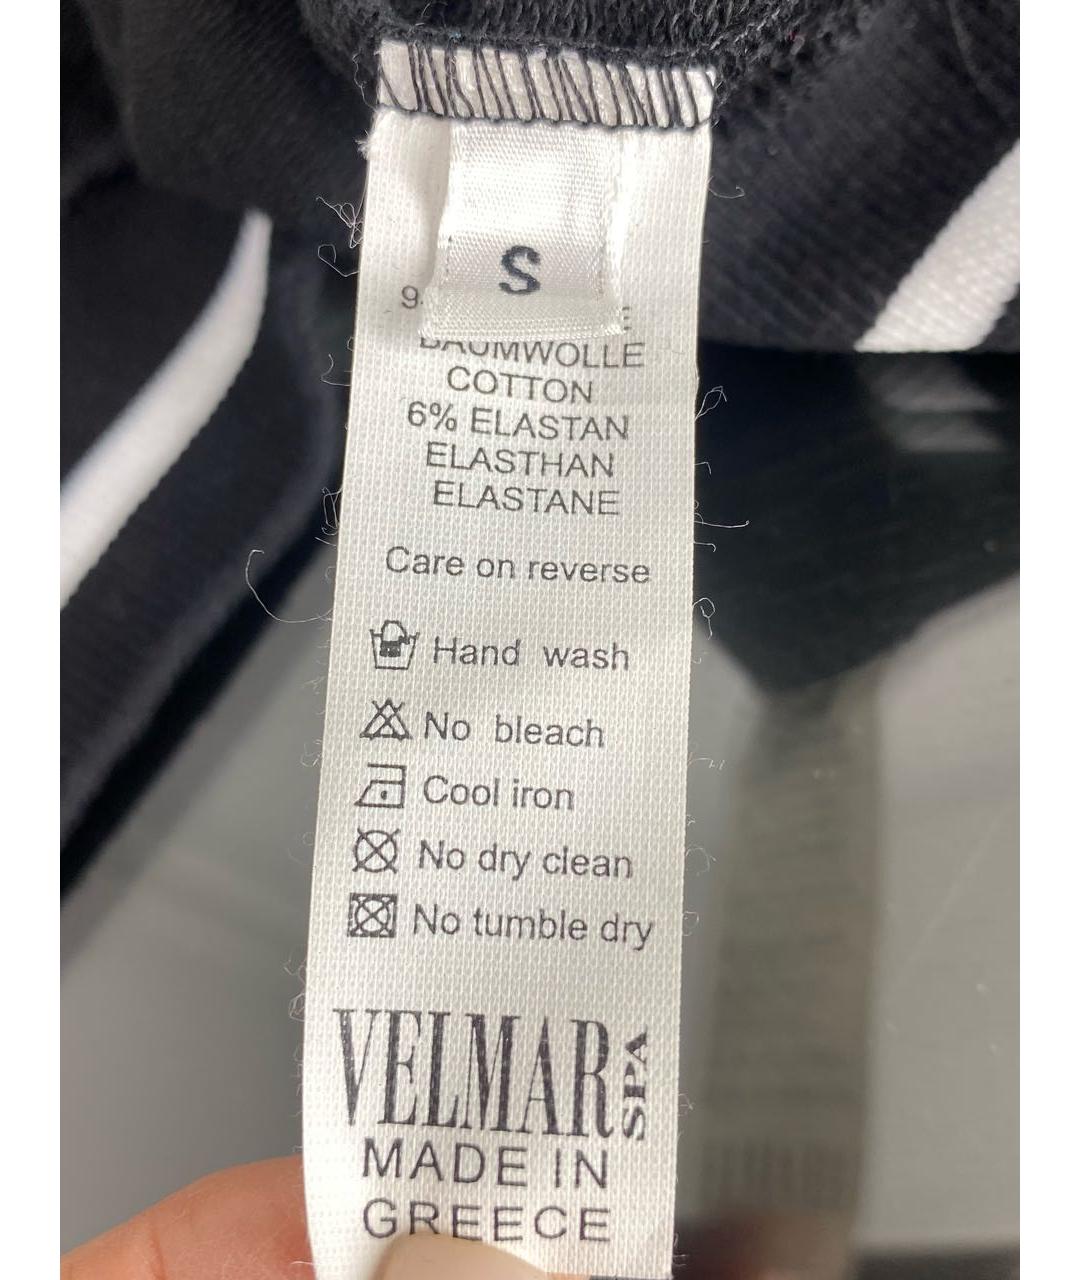 S
BAUMWOLLE
COTTON
6% ELASTAN
ELASTHAN
ELASTANE
Care on reverse
Hand wash
No bleach
Cool iron
No dry clean
No tumble dry
VELMAR SPA
MADE IN
GREECE